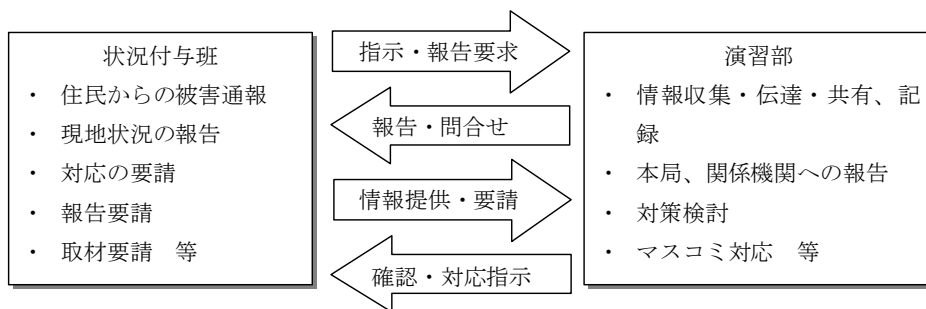 状況付与班
・ 住民からの被害通報
・ 現地状況の報告
・ 対応の要請
・ 報告要請
・ 取材要請 等
指示・報告要求
報告・問合せ
情報提供・要請
確認・対応指示
演習部
・ 情報収集・伝達・共有、記
録
・ 本局、関係機関への報告
・ 対策検討
・ マスコミ対応 等